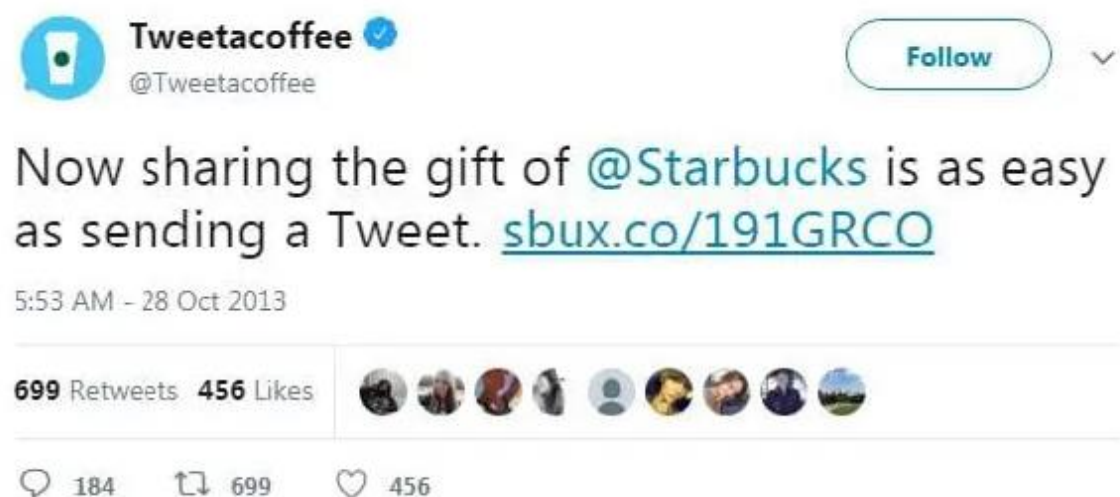 Tweetacoffee
Follow
@Tweetacoffee
Now sharing the gift of @Starbucks is as easy
as sending a Tweet. sbux.co/191GRCO
5:53 AM - 28 Oct 2013
699 Retweets 456 Likes
184 699 456